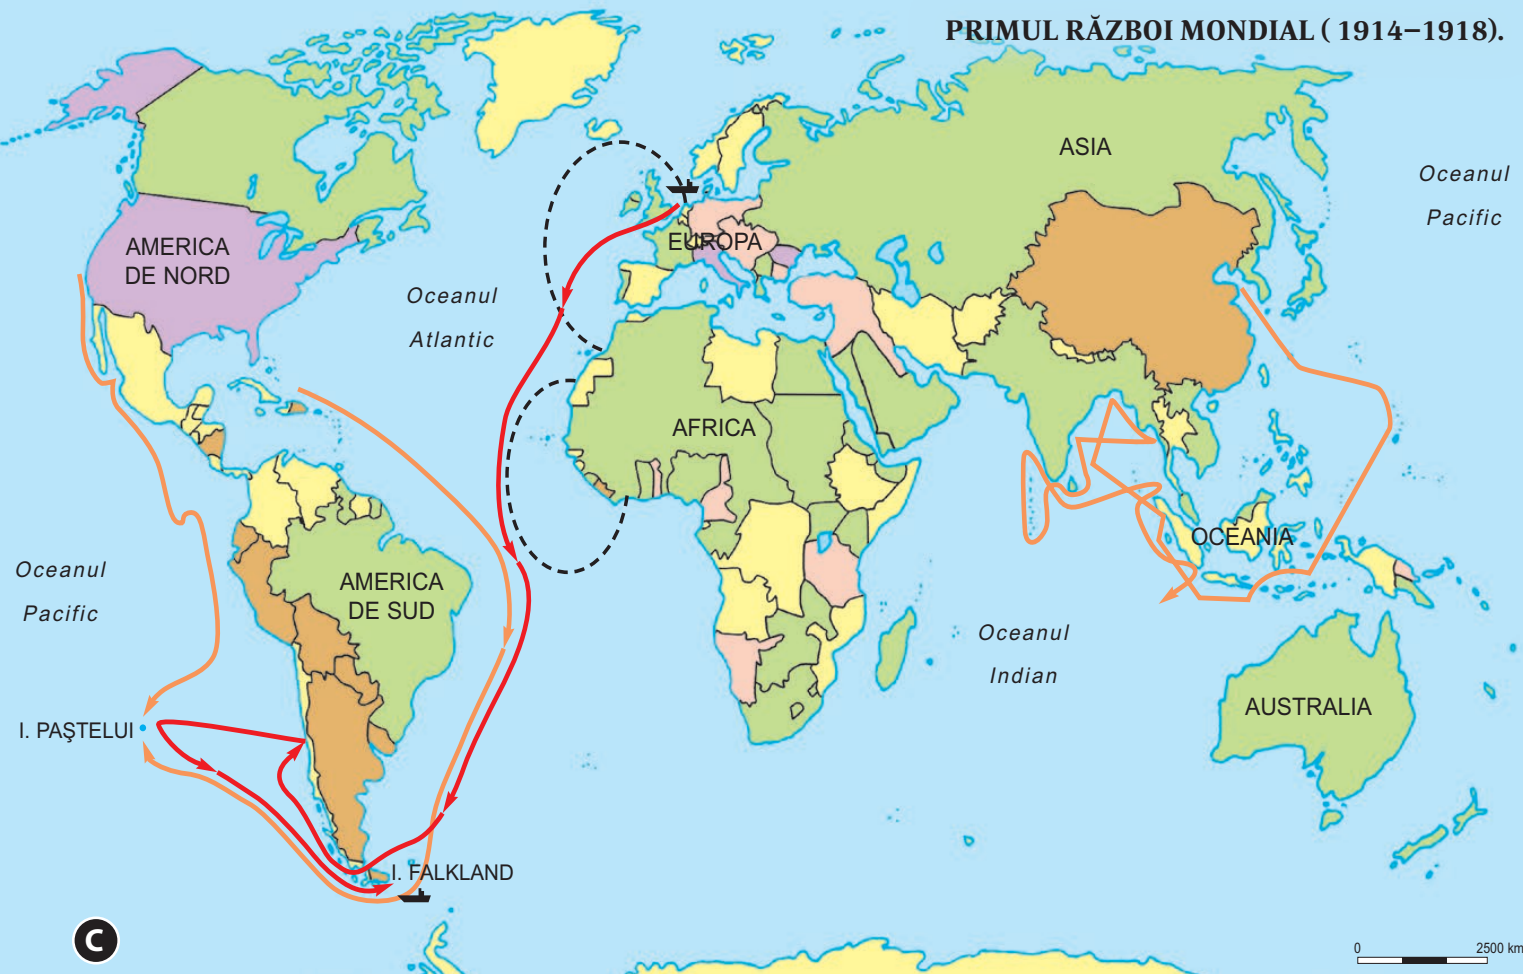 PRIMUL RĂZBOI MONDIAL ( 1914–1918).
ASIA
Oceanul
Pacific
AMERICA
DE NORD
EUROPA
Oceanul
Atlantic
AFRICA
OCEANIA
Oceanul
Pacific
AMERICA
DE SUD
Oceanul
Indian
AUSTRALIA
I. PAŞTELUI
I. FALKLAND
C
0 2500 km